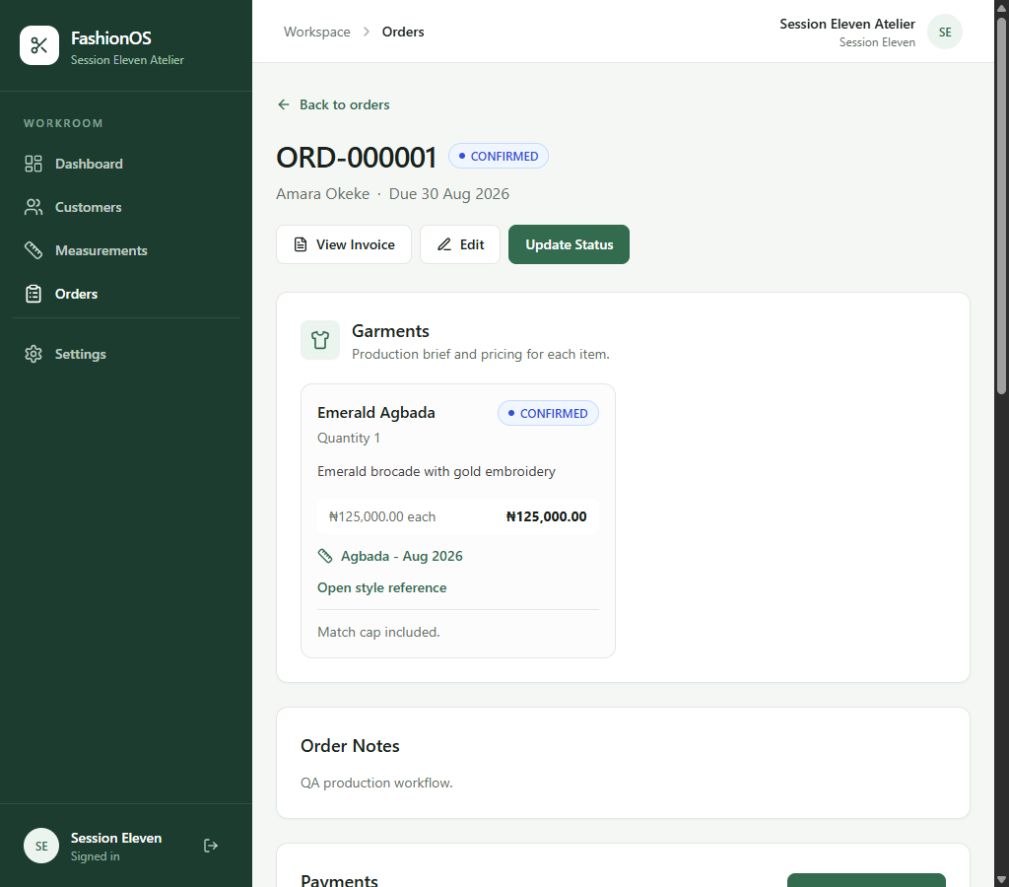 FashionOS
Session Eleven Atelier
WORKROOM
Dashboard
Customers
Measurements
Orders
Settings
SE
Session Eleven
Signed in
Workspace > Orders
Session Eleven Atelier
Session Eleven
SE
← Back to orders
ORD-000001
CONFIRMED
Amara Okeke · Due 30 Aug 2026
View Invoice
Edit
Update Status
Garments
Production brief and pricing for each item.
Emerald Agbada
CONFIRMED
Quantity 1
Emerald brocade with gold embroidery
₦125,000.00 each
₦125,000.00
Agbada - Aug 2026
Open style reference
Match cap included.
Order Notes
QA production workflow.
Payments